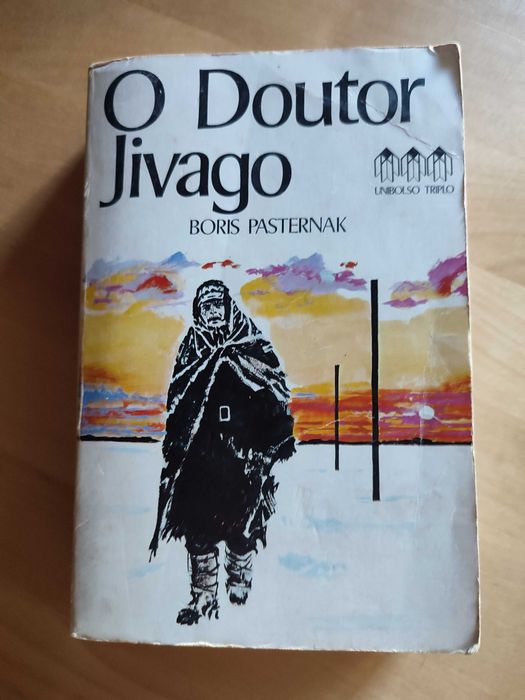 O Doutor
Jivago
UNIBOLSO TRIPLO
BORIS PASTERNAK